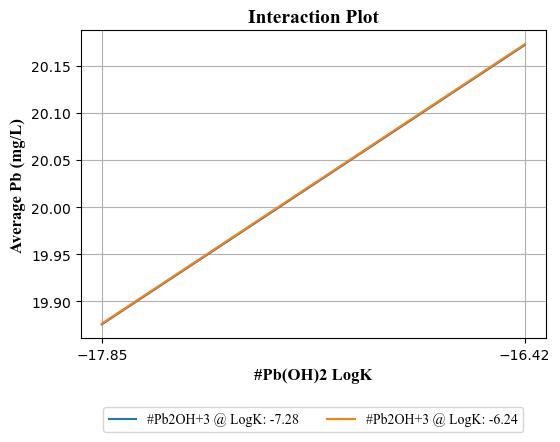 Interaction Plot
20.15
20.10
20.05
20.00
19.95
19.90
Average Pb (mg/L)
−17.85
−16.42
#Pb(OH)2 LogK
#Pb2OH+3 @ LogK: -7.28
#Pb2OH+3 @ LogK: -6.24